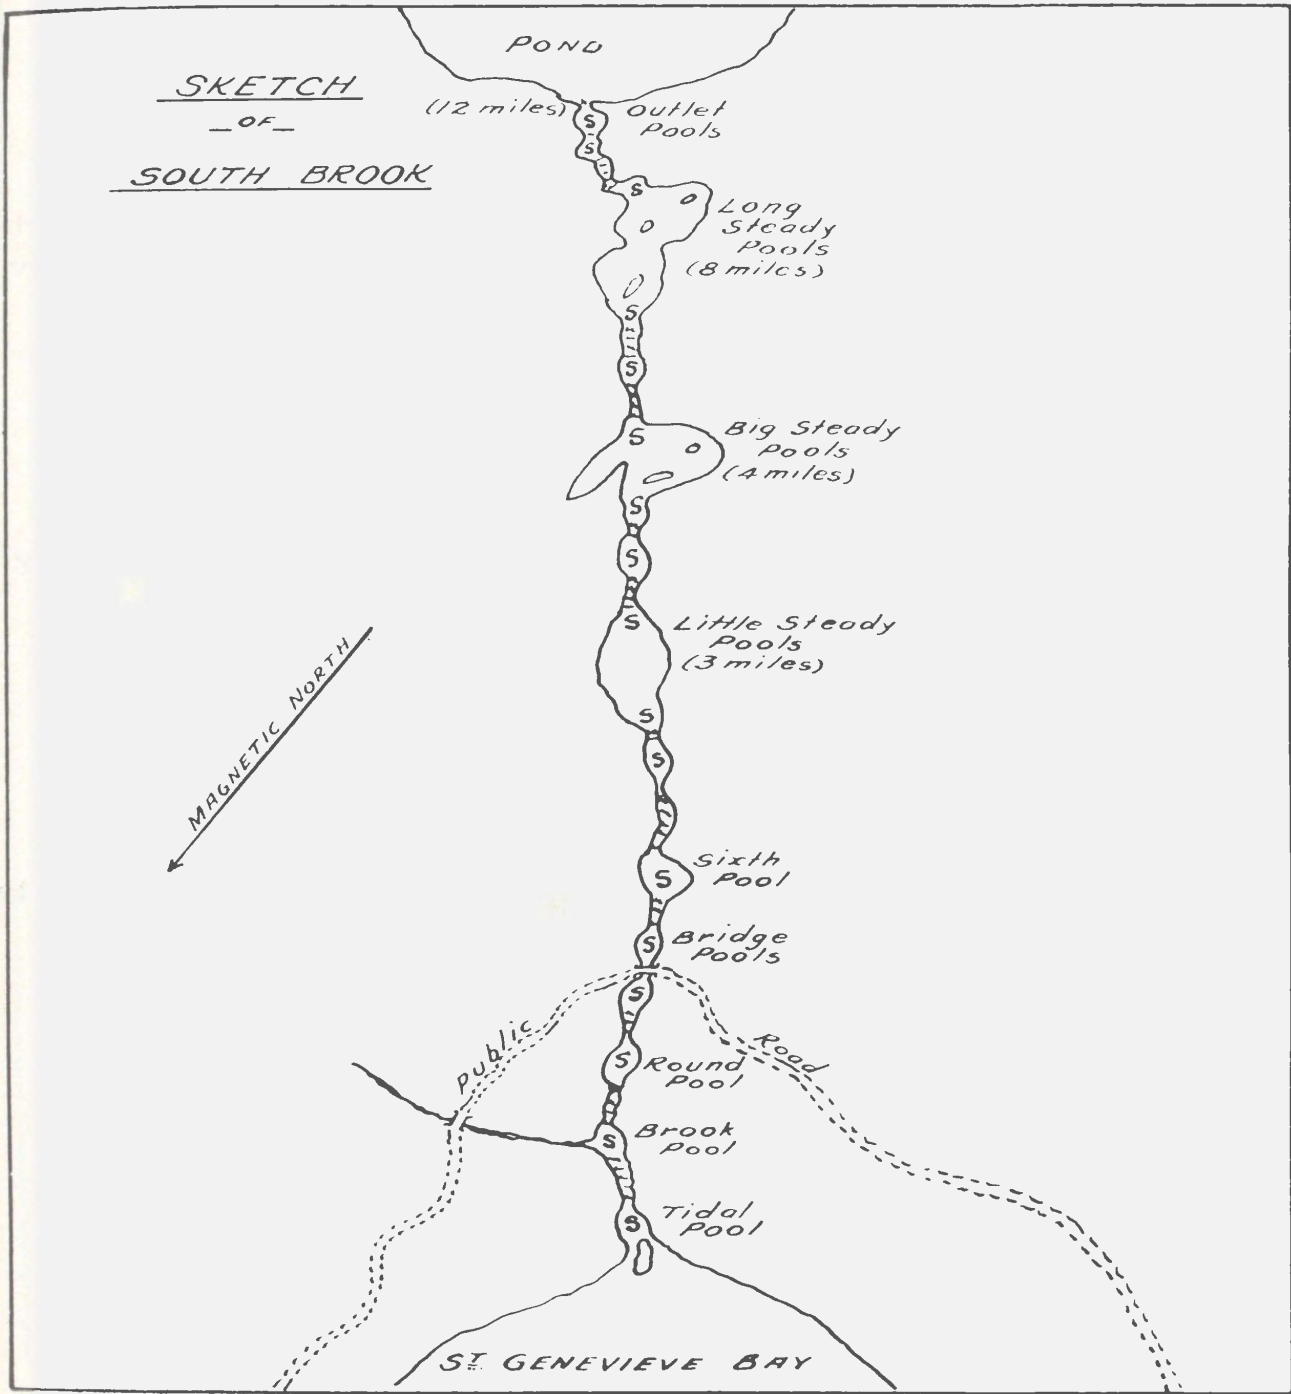 POND
SKETCH
OF
SOUTH BROOK
(12 miles)
Outlet
Pools
S
S
S
Long
Steady
Pools
(8 miles)
S
S
S
Big Steady
Pools
(4 miles)
S
S
S
Little Steady
Pools
(3 miles)
MAGNETIC NORTH
S
S
S
Sixth
Pool
S
Bridge
Pools
S
Public
Road
S
Round
Pool
S
Brook
Pool
S
Tidal
Pool
ST. GENEVIEVE BAY